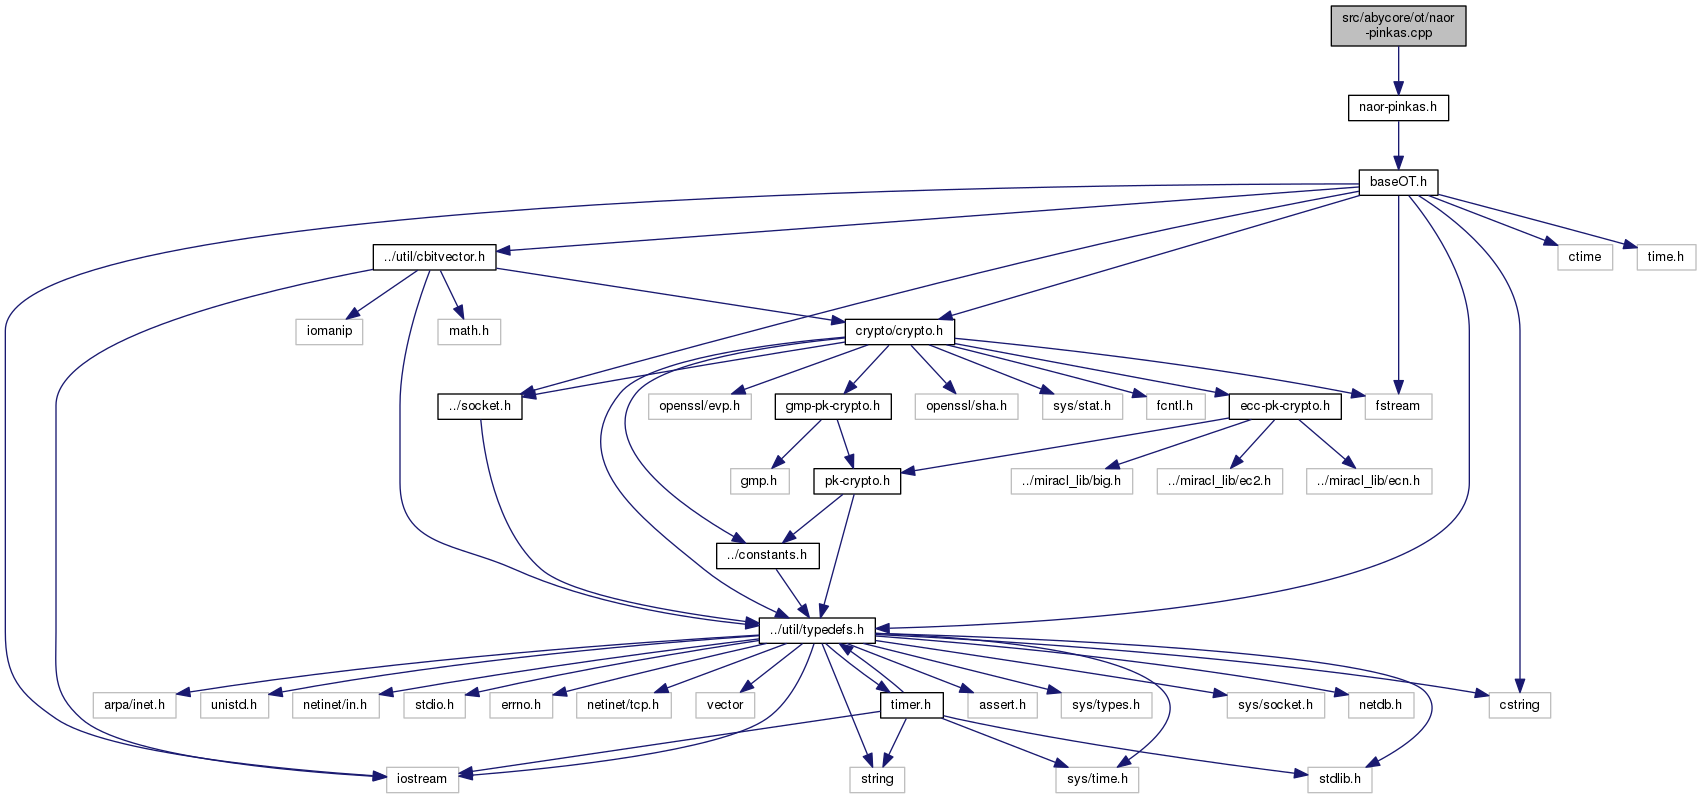 src/abycore/ot/naor
-pinkas.cpp
naor-pinkas.h
baseOT.h
../util/cbitvector.h
ctime
time.h
iomanip
math.h
crypto/crypto.h
../socket.h
openssl/evp.h
gmp-pk-crypto.h
openssl/sha.h
sys/stat.h
fcntl.h
ecc-pk-crypto.h
fstream
gmp.h
pk-crypto.h
../miracl_lib/big.h
../miracl_lib/ec2.h
../miracl_lib/ecn.h
../constants.h
../util/typedefs.h
arpa/inet.h
unistd.h
netinet/in.h
stdio.h
errno.h
netinet/tcp.h
vector
timer.h
assert.h
sys/types.h
sys/socket.h
netdb.h
cstring
iostream
string
sys/time.h
stdlib.h